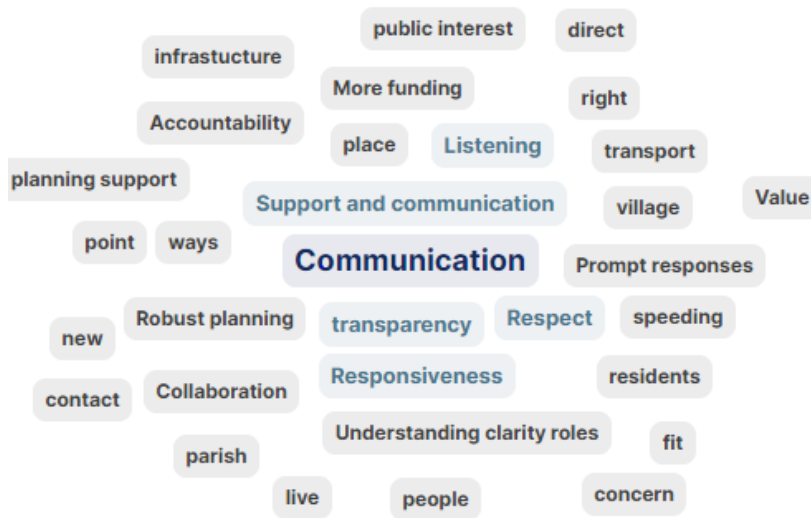 public interest
direct
infrastucture
More funding
right
Accountability
place
Listening
transport
planning support
Support and communication
village
Value
point
ways
Communication
Prompt responses
Robust planning
transparency
Respect
speeding
new
Responsiveness
residents
contact
Collaboration
Understanding clarity roles
fit
parish
live
people
concern